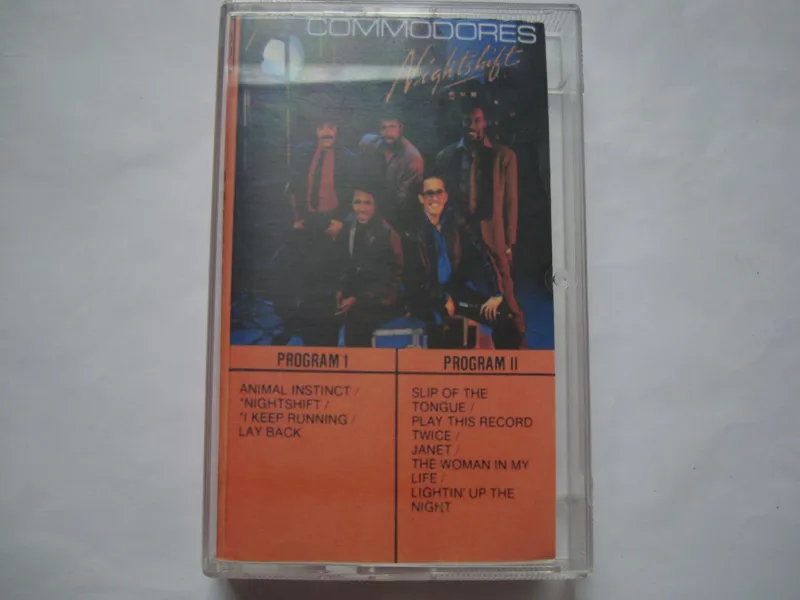 COMMODORES
Nightshift
PROGRAM I
ANIMAL INSTINCT /
*NIGHTSHIFT /
*I KEEP RUNNING /
LAY BACK
PROGRAM II
SLIP OF THE
TONGUE /
PLAY THIS RECORD
TWICE /
JANET /
THE WOMAN IN MY
LIFE /
LIGHTIN' UP THE
NIGHT